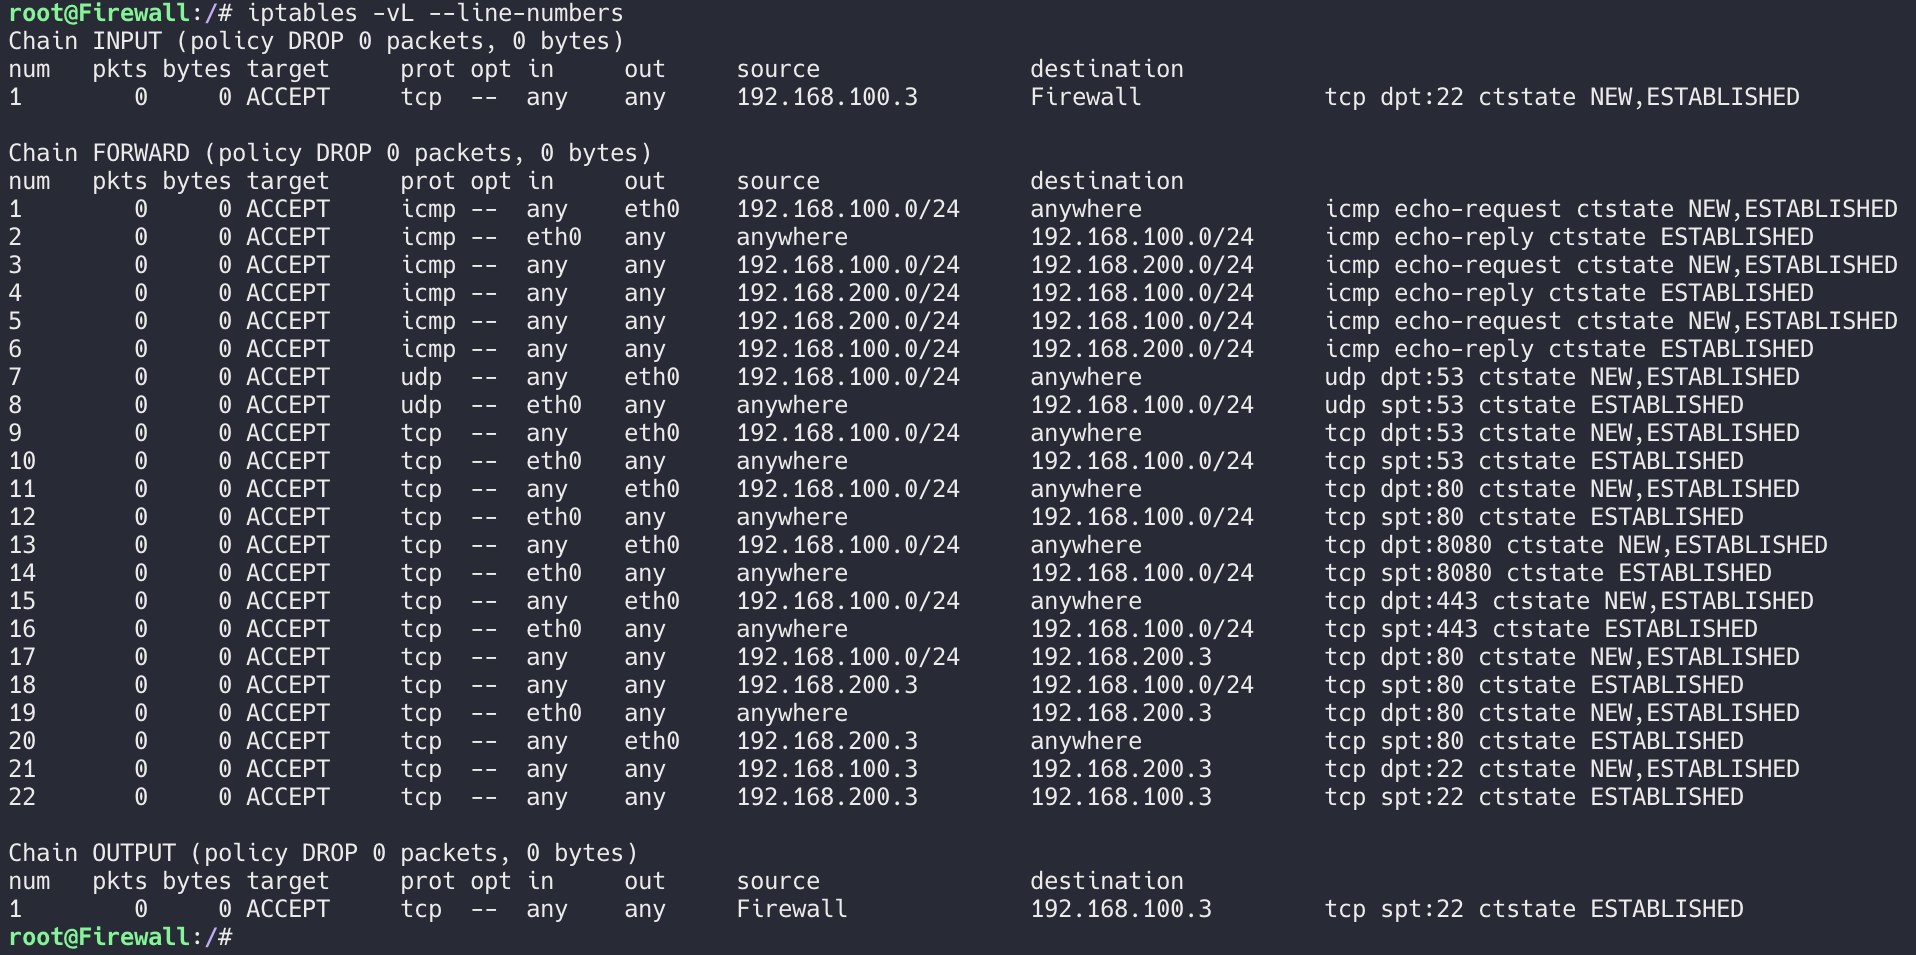 root@Firewall:/# iptables -vL --line-numbers
Chain INPUT (policy DROP 0 packets, 0 bytes)
num   pkts bytes target     prot opt in     out     source               destination
1        0     0 ACCEPT     tcp  --  any    any     192.168.100.3        Firewall             tcp dpt:22 ctstate NEW,ESTABLISHED

Chain FORWARD (policy DROP 0 packets, 0 bytes)
num   pkts bytes target     prot opt in     out     source               destination
1        0     0 ACCEPT     icmp --  any    eth0    192.168.100.0/24     anywhere             icmp echo-request ctstate NEW,ESTABLISHED
2        0     0 ACCEPT     icmp --  eth0   any     anywhere             192.168.100.0/24     icmp echo-reply ctstate ESTABLISHED
3        0     0 ACCEPT     icmp --  any    any     192.168.100.0/24     192.168.200.0/24     icmp echo-request ctstate NEW,ESTABLISHED
4        0     0 ACCEPT     icmp --  any    any     192.168.200.0/24     192.168.100.0/24     icmp echo-reply ctstate ESTABLISHED
5        0     0 ACCEPT     icmp --  any    any     192.168.200.0/24     192.168.100.0/24     icmp echo-request ctstate NEW,ESTABLISHED
6        0     0 ACCEPT     icmp --  any    any     192.168.100.0/24     192.168.200.0/24     icmp echo-reply ctstate ESTABLISHED
7        0     0 ACCEPT     udp  --  any    eth0    192.168.100.0/24     anywhere             udp dpt:53 ctstate NEW,ESTABLISHED
8        0     0 ACCEPT     udp  --  eth0   any     anywhere             192.168.100.0/24     udp spt:53 ctstate ESTABLISHED
9        0     0 ACCEPT     tcp  --  any    eth0    192.168.100.0/24     anywhere             tcp dpt:53 ctstate NEW,ESTABLISHED
10       0     0 ACCEPT     tcp  --  eth0   any     anywhere             192.168.100.0/24     tcp spt:53 ctstate ESTABLISHED
11       0     0 ACCEPT     tcp  --  any    eth0    192.168.100.0/24     anywhere             tcp dpt:80 ctstate NEW,ESTABLISHED
12       0     0 ACCEPT     tcp  --  eth0   any     anywhere             192.168.100.0/24     tcp spt:80 ctstate ESTABLISHED
13       0     0 ACCEPT     tcp  --  any    eth0    192.168.100.0/24     anywhere             tcp dpt:8080 ctstate NEW,ESTABLISHED
14       0     0 ACCEPT     tcp  --  eth0   any     anywhere             192.168.100.0/24     tcp spt:8080 ctstate ESTABLISHED
15       0     0 ACCEPT     tcp  --  any    eth0    192.168.100.0/24     anywhere             tcp dpt:443 ctstate NEW,ESTABLISHED
16       0     0 ACCEPT     tcp  --  eth0   any     anywhere             192.168.100.0/24     tcp spt:443 ctstate ESTABLISHED
17       0     0 ACCEPT     tcp  --  any    any     192.168.100.0/24     192.168.200.3        tcp dpt:80 ctstate NEW,ESTABLISHED
18       0     0 ACCEPT     tcp  --  any    any     192.168.200.3        192.168.100.0/24     tcp spt:80 ctstate ESTABLISHED
19       0     0 ACCEPT     tcp  --  eth0   any     anywhere             192.168.200.3        tcp dpt:80 ctstate NEW,ESTABLISHED
20       0     0 ACCEPT     tcp  --  any    eth0    192.168.200.3        anywhere             tcp spt:80 ctstate ESTABLISHED
21       0     0 ACCEPT     tcp  --  any    any     192.168.100.3        192.168.200.3        tcp dpt:22 ctstate NEW,ESTABLISHED
22       0     0 ACCEPT     tcp  --  any    any     192.168.200.3        192.168.100.3        tcp spt:22 ctstate ESTABLISHED

Chain OUTPUT (policy DROP 0 packets, 0 bytes)
num   pkts bytes target     prot opt in     out     source               destination
1        0     0 ACCEPT     tcp  --  any    any     Firewall             192.168.100.3        tcp spt:22 ctstate ESTABLISHED
root@Firewall:/#